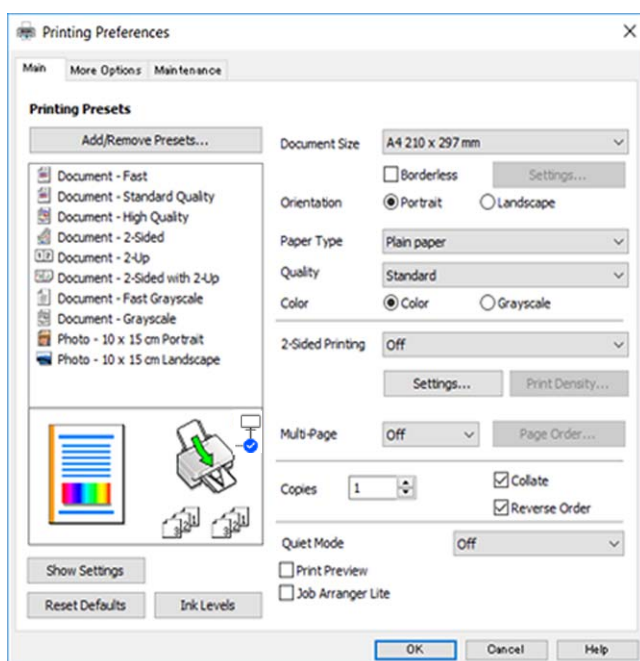 Printing Preferences
Main More Options Maintenance
Printing Presets
Add/Remove Presets...
Document - Fast
Document - Standard Quality
Document - High Quality
Document - 2-Sided
Document - 2-Up
Document - 2-Sided with 2-Up
Document - Fast Grayscale
Document - Grayscale
Photo - 10 x 15 cm Portrait
Photo - 10 x 15 cm Landscape
Show Settings
Reset Defaults Ink Levels
Document Size A4 210 x 297 mm
Borderless Settings...
Orientation Portrait Landscape
Paper Type Plain paper
Quality Standard
Color Color Grayscale
2-Sided Printing Off
Settings... Print Density...
Multi-Page Off Page Order...
Copies 1 Collate
Reverse Order
Quiet Mode Off
Print Preview
Job Arranger Lite
OK Cancel Help